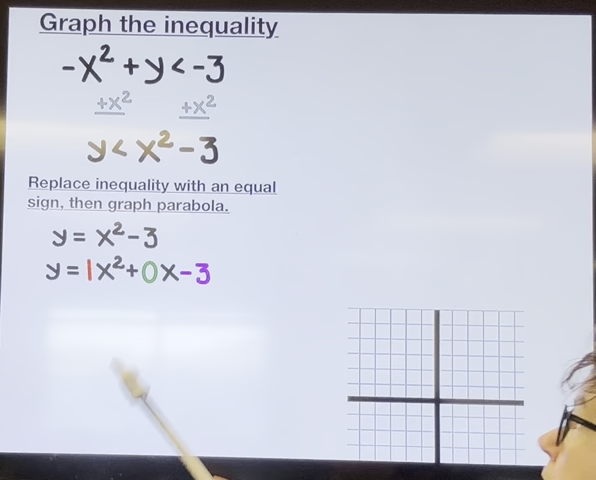 Graph the inequality
-x² + y < -3
+x² +x²
y < x² - 3
Replace inequality with an equal
sign, then graph parabola.
y = x² - 3
y = 1x² + 0x - 3